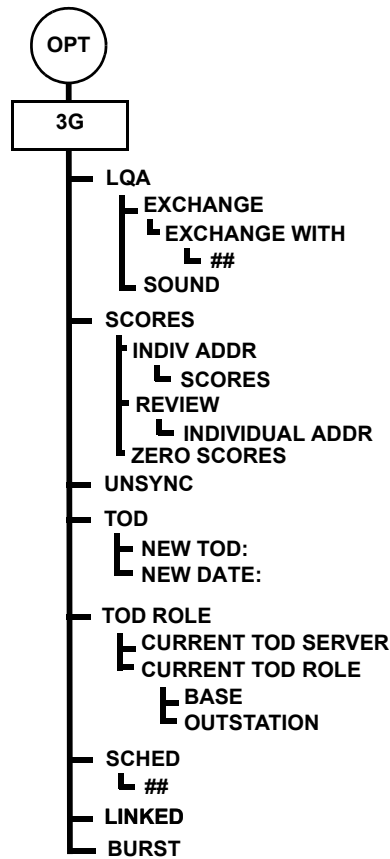 OPT
3G
LQA
EXCHANGE
EXCHANGE WITH
##
SOUND
SCORES
INDIV ADDR
SCORES
REVIEW
INDIVIDUAL ADDR
ZERO SCORES
UNSYNC
TOD
NEW TOD:
NEW DATE:
TOD ROLE
CURRENT TOD SERVER
CURRENT TOD ROLE
BASE
OUTSTATION
SCHED
##
LINKED
BURST